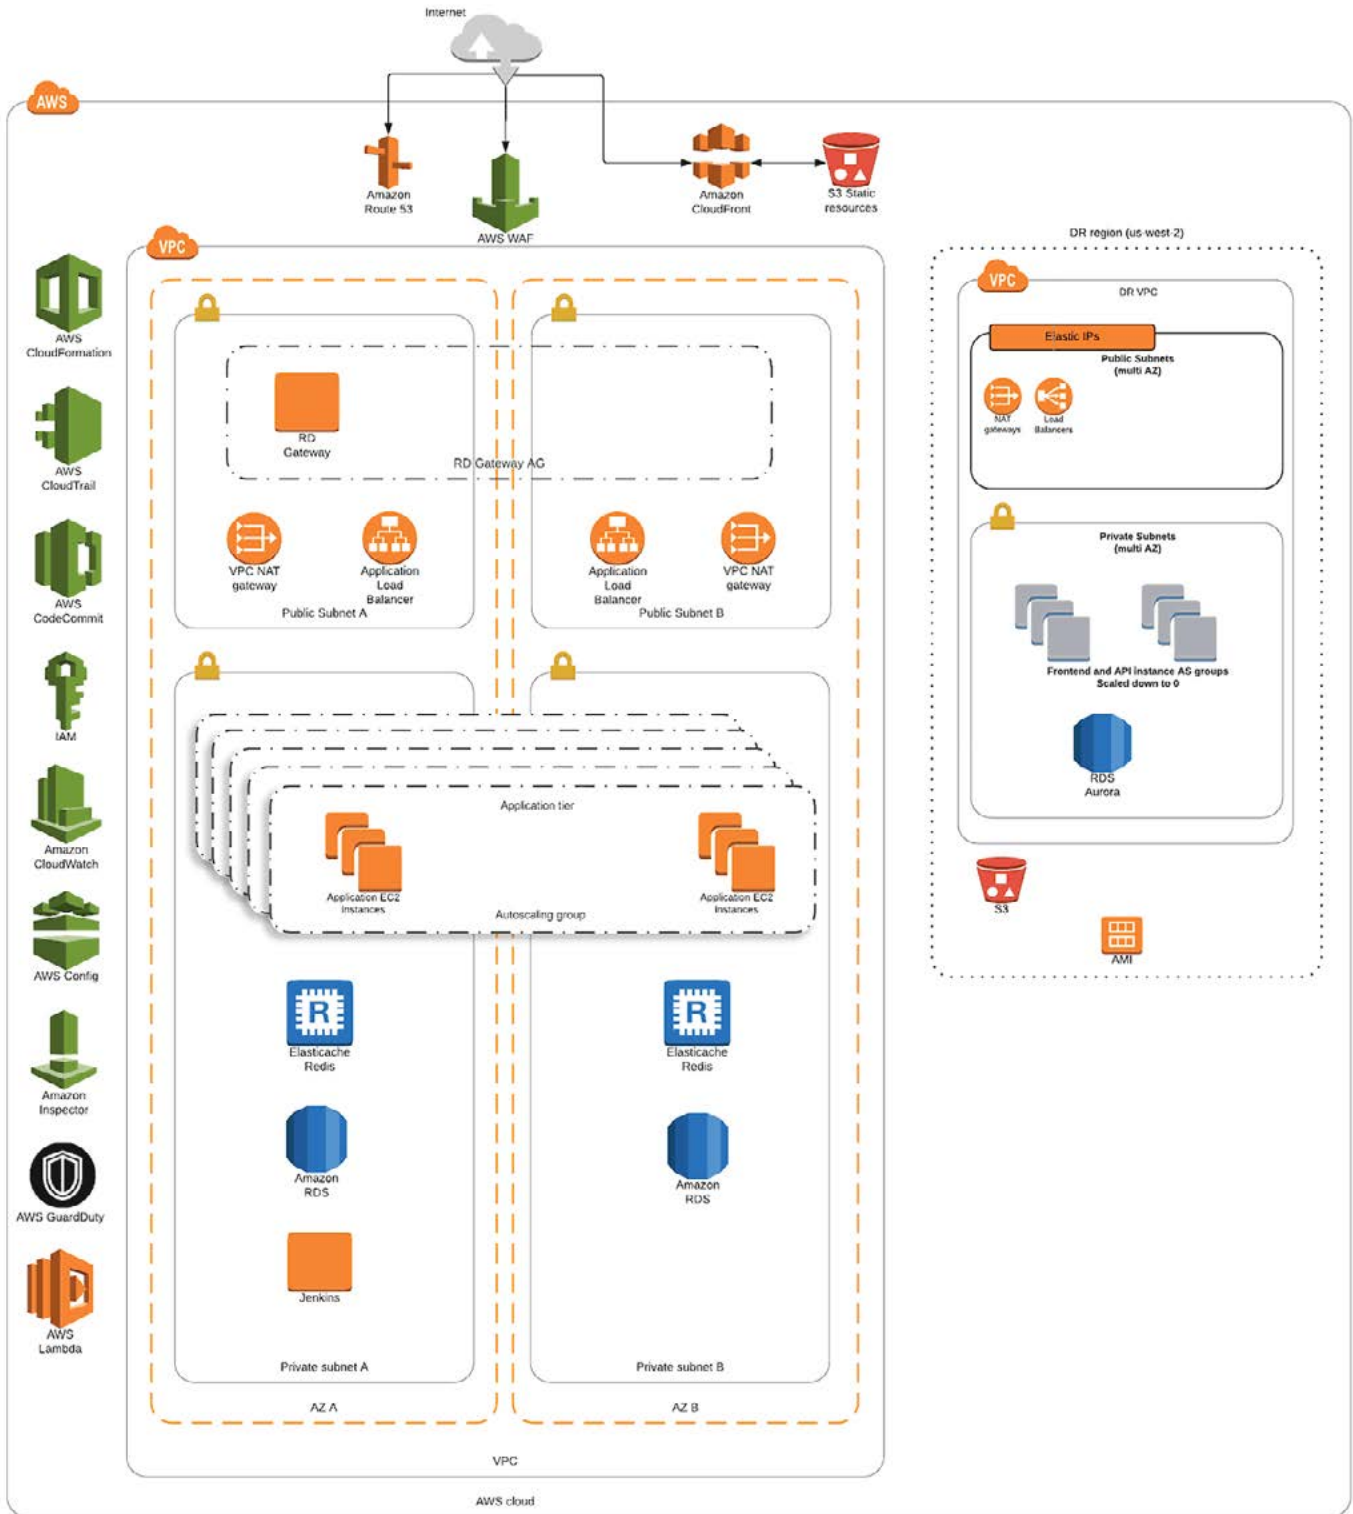 Internet
AWS
Amazon
Route 53
AWS WAF
Amazon
CloudFront
S3 Static
resources
DR region (us-west-2)
VPC
VPC
DR VPC
Elastic IPs
Public Subnets
(multi AZ)
NAT
gateways
Load
Balancers
Private Subnets
(multi AZ)
Frontend and API instance AS groups
Scaled down to 0
RDS
Aurora
S3
AMI
AWS
CloudFormation
AWS
CloudTrail
AWS
CodeCommit
IAM
Amazon
CloudWatch
AWS Config
Amazon
Inspector
AWS GuardDuty
AWS
Lambda
RD
Gateway
RD Gateway AG
VPC NAT
gateway
Application
Load
Balancer
Application
Load
Balancer
VPC NAT
gateway
Public Subnet A
Public Subnet B
Application tier
Application EC2
Instances
Application EC2
Instances
Autoscaling group
R
Elasticache
Redis
R
Elasticache
Redis
Amazon
RDS
Amazon
RDS
Jenkins
Private subnet A
Private subnet B
AZ A
AZ B
VPC
AWS cloud